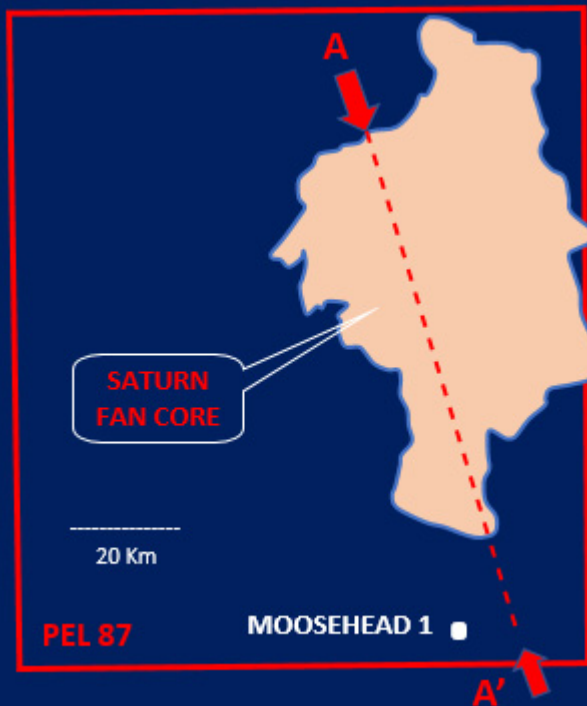 A
SATURN
FAN CORE
20 Km
MOOSEHEAD 1
PEL 87
A’